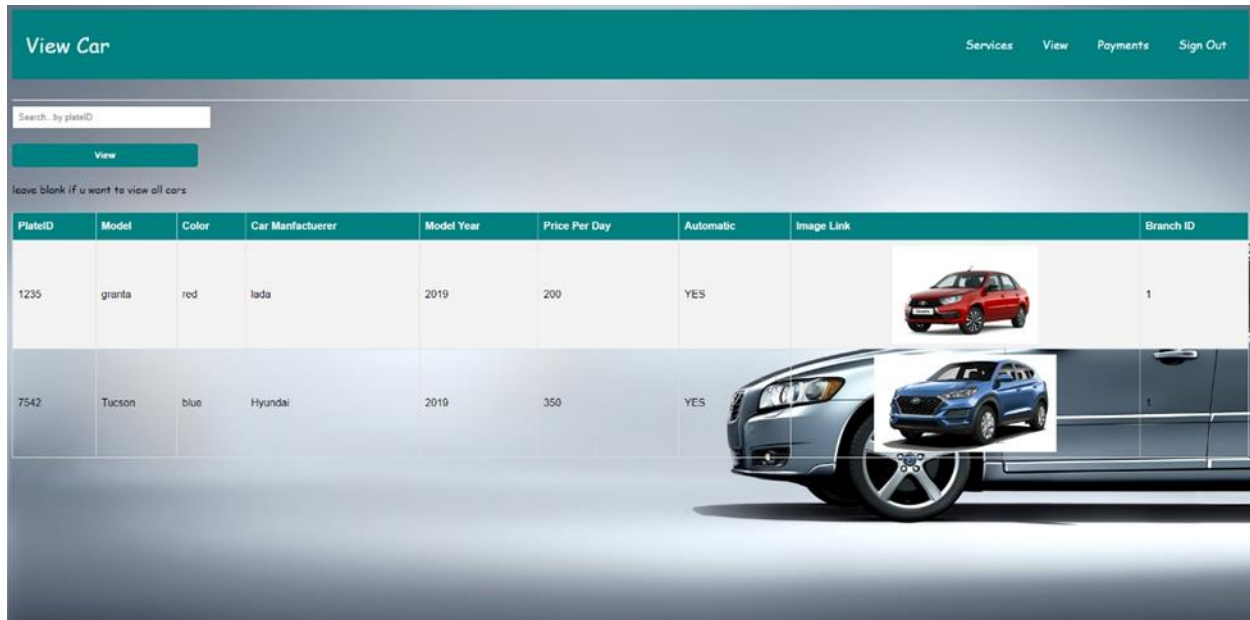 View Car
Services View Payments Sign Out
Search.. by plateID
View
leave blank if u want to view all cars
PlateID Model Color Car Manfactuerer Model Year Price Per Day Automatic Image Link Branch ID
1235 granta red lada 2019 200 YES 1
7542 Tucson blue Hyundai 2019 350 YES 1